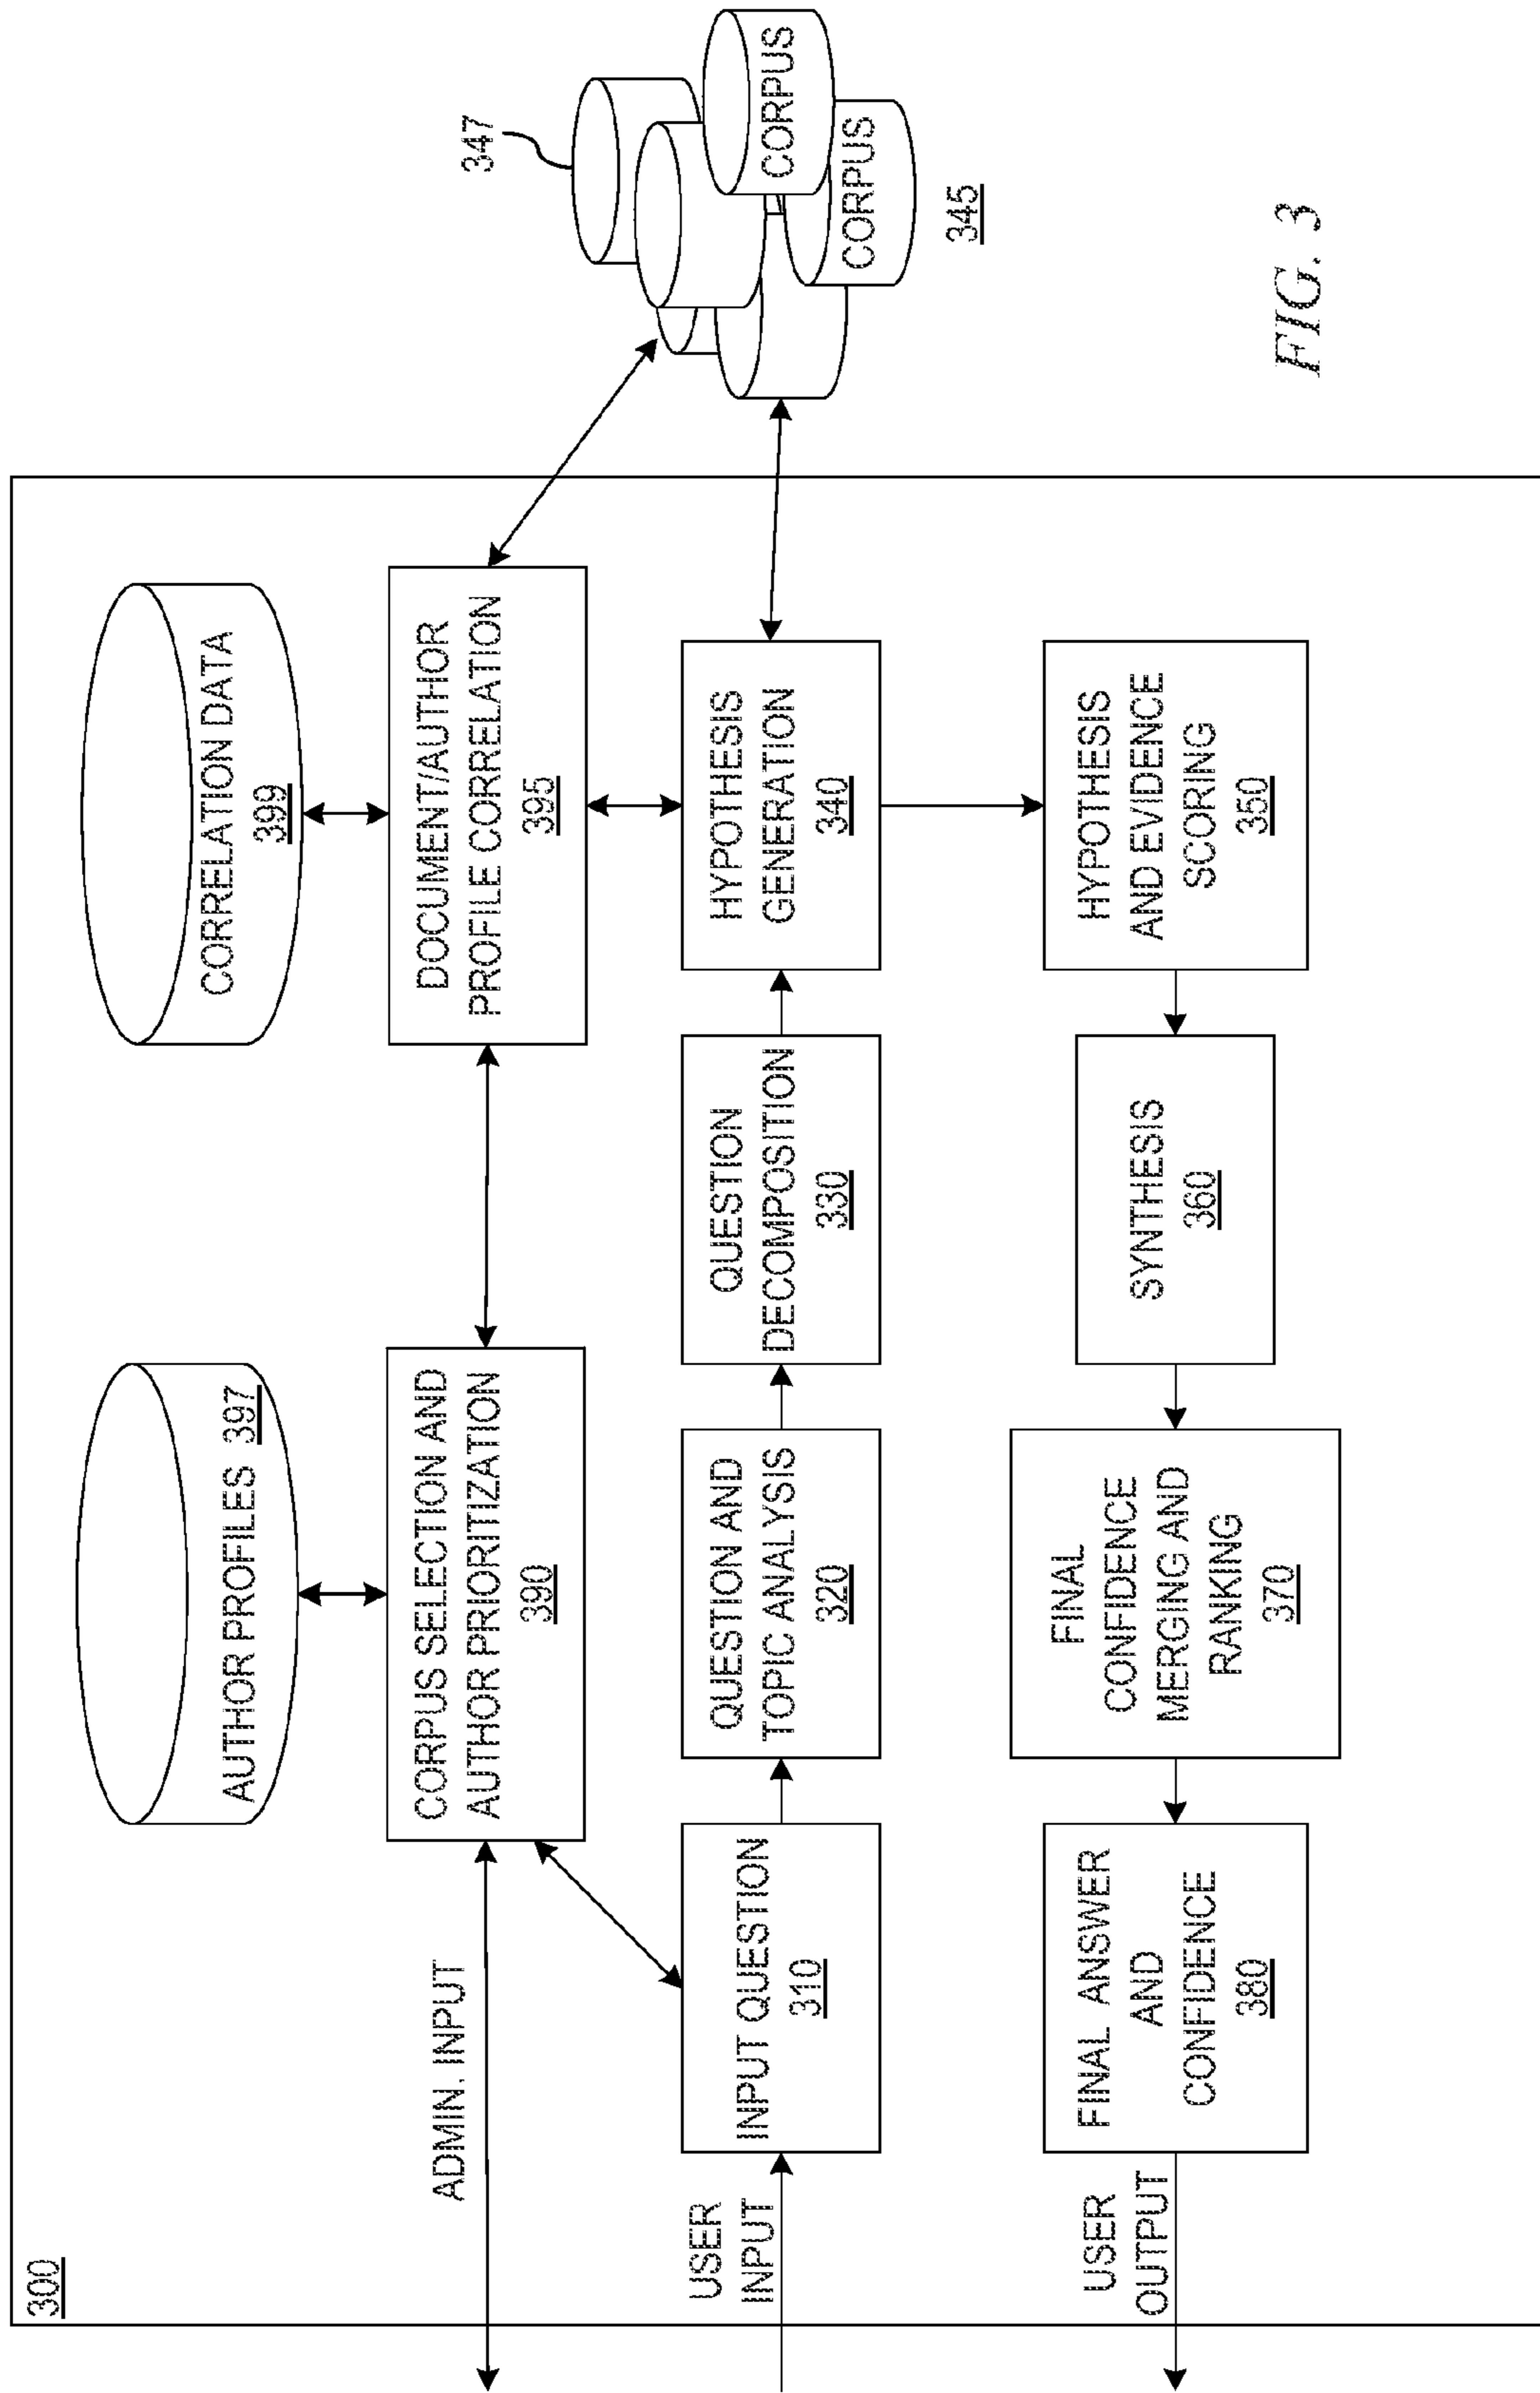 300
AUTHOR PROFILES 397
CORRELATION DATA
399
347
ADMIN. INPUT
CORPUS SELECTION AND
AUTHOR PRIORITIZATION
390
DOCUMENT/AUTHOR
PROFILE CORRELATION
395
USER
INPUT
INPUT QUESTION
310
QUESTION AND
TOPIC ANALYSIS
320
QUESTION
DECOMPOSITION
330
HYPOTHESIS
GENERATION
340
CORPUS
CORPUS
345
USER
OUTPUT
FINAL ANSWER
AND
CONFIDENCE
380
FINAL
CONFIDENCE
MERGING AND
RANKING
370
SYNTHESIS
360
HYPOTHESIS
AND EVIDENCE
SCORING
350
FIG. 3